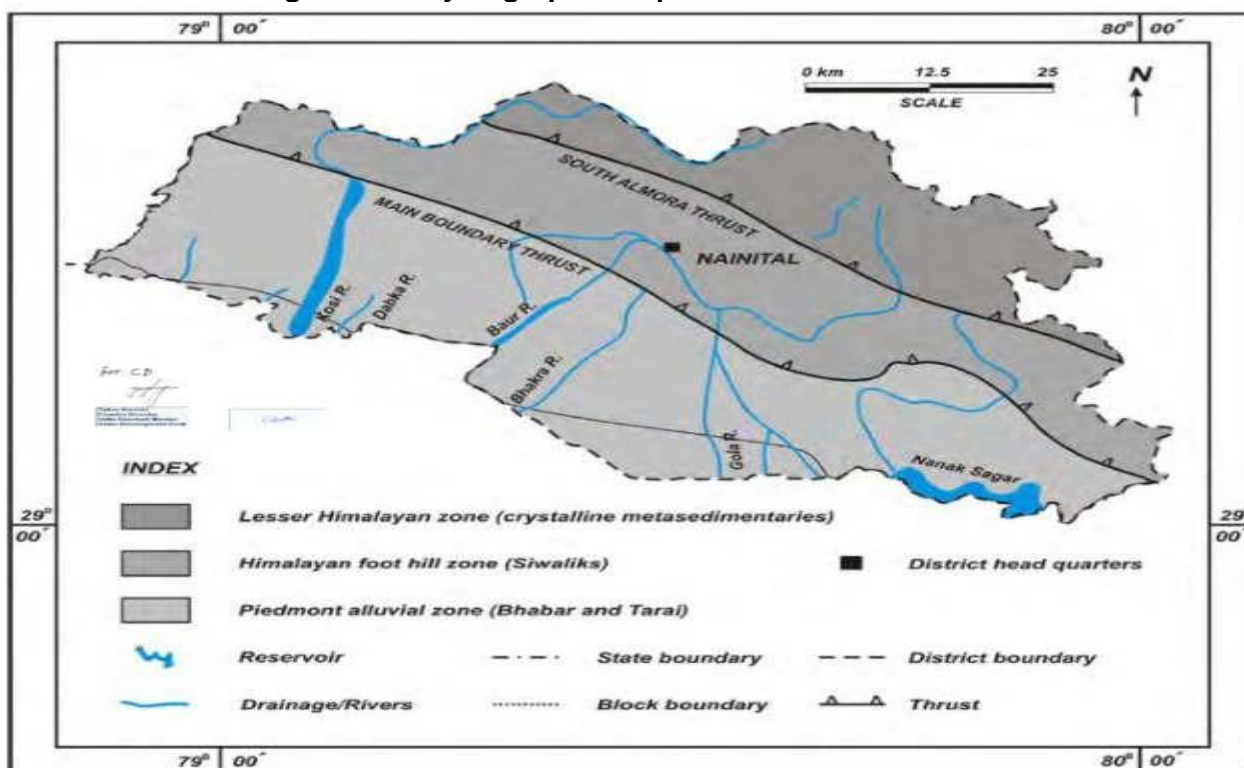 79° 00´ 80° 00´
0 km 12.5 25
SCALE
N
SOUTH ALMORA THRUST
MAIN BOUNDARY THRUST
NAINITAL
Kosi R.
Dabka R.
Baur R.
Bhakra R.
Gola R.
Nanak Sagar
For C.D.
INDEX
29° 00´
29° 00´
Lesser Himalayan zone (crystalline metasedimentaries)
Himalayan foot hill zone (Siwaliks)
District head quarters
Piedmont alluvial zone (Bhabar and Tarai)
Reservoir
State boundary
District boundary
Drainage/Rivers
Block boundary
Thrust
79° 00´ 80° 00´